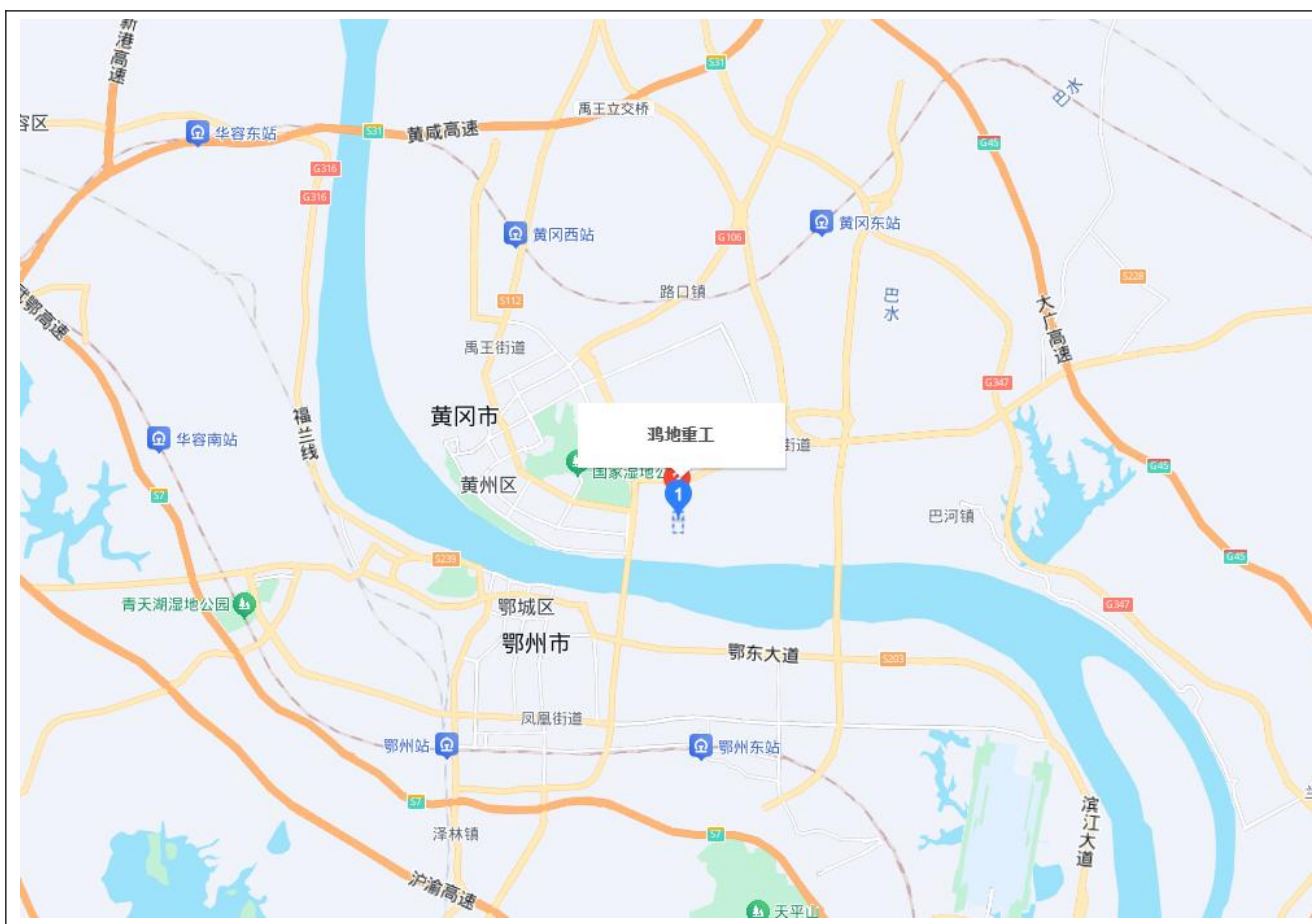 新港高速
S31
禹王立交桥
巴水
容区
华容东站
S31
黄咸高速
G45
G316
G316
黄冈西站
G106
黄冈东站
S228
路口镇
巴水
S112
大广高速
武鄂高速
禹王街道
G347
福兰线
黄冈市
鸿地重工
街道
华容南站
国家湿地公
G45
黄州区
1
S7
巴河镇
S239
G45
青天湖湿地公园
鄂城区
G347
鄂州市
鄂东大道
S203
凤凰街道
鄂州站
鄂州东站
S7
滨江大道
泽林镇
S7
沪渝高速
天平山